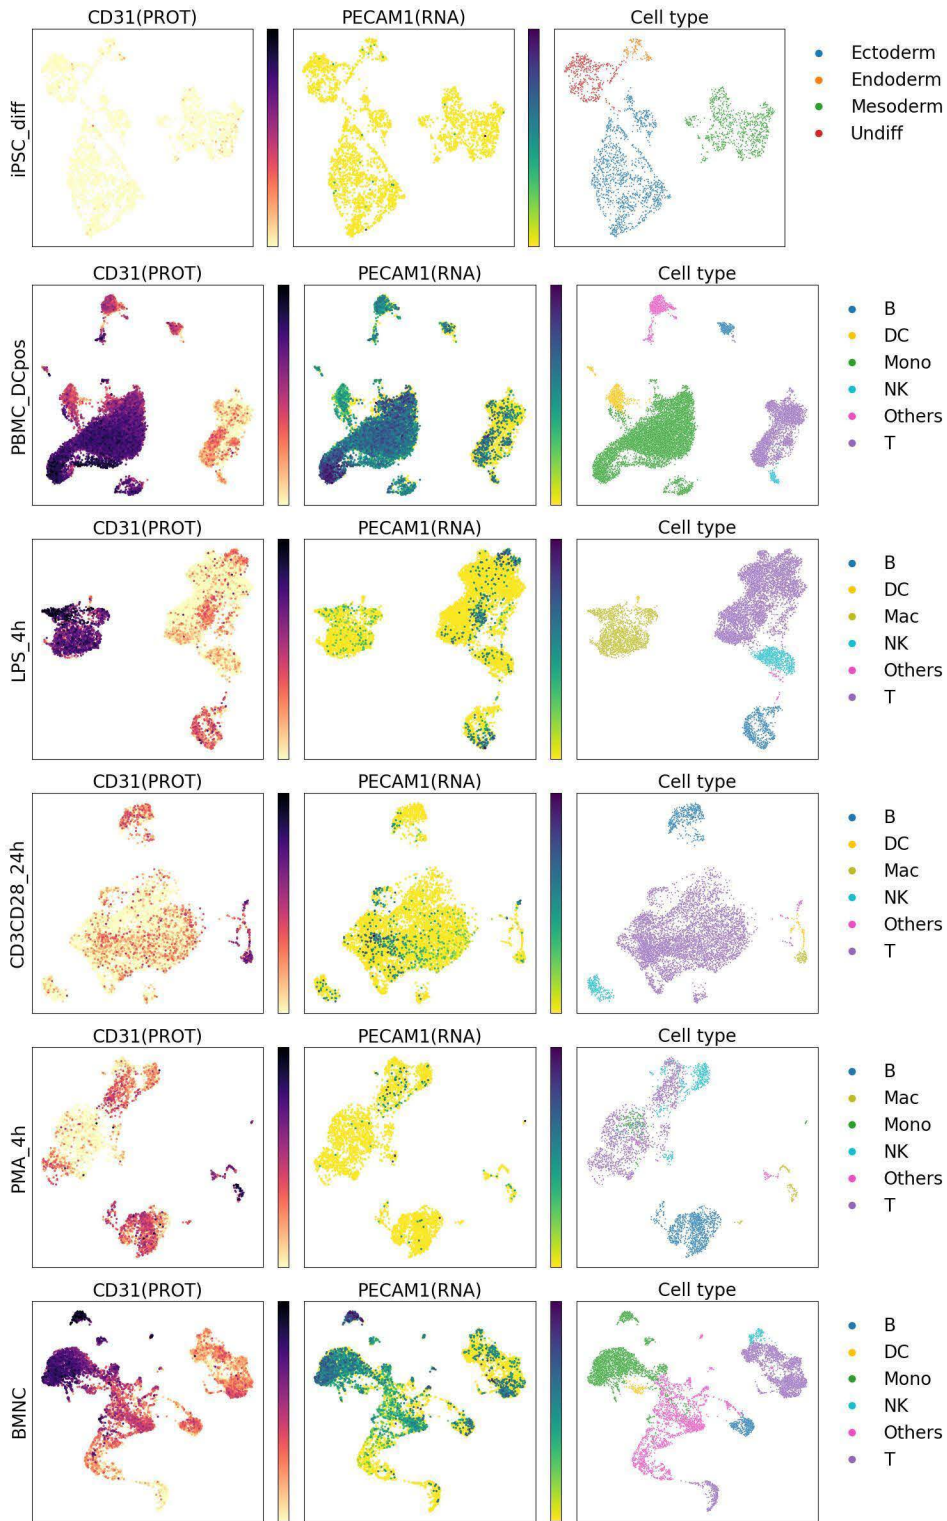 CD31(PROT) PECAM1(RNA) Cell type
iPSC_diff
Ectoderm
Endoderm
Mesoderm
Undiff
CD31(PROT) PECAM1(RNA) Cell type
PBMC_DCpos
B
DC
Mono
NK
Others
T
CD31(PROT) PECAM1(RNA) Cell type
LPS_4h
B
DC
Mac
NK
Others
T
CD31(PROT) PECAM1(RNA) Cell type
CD3CD28_24h
B
DC
Mac
NK
Others
T
CD31(PROT) PECAM1(RNA) Cell type
PMA_4h
B
Mac
Mono
NK
Others
T
CD31(PROT) PECAM1(RNA) Cell type
BMNC
B
DC
Mono
NK
Others
T